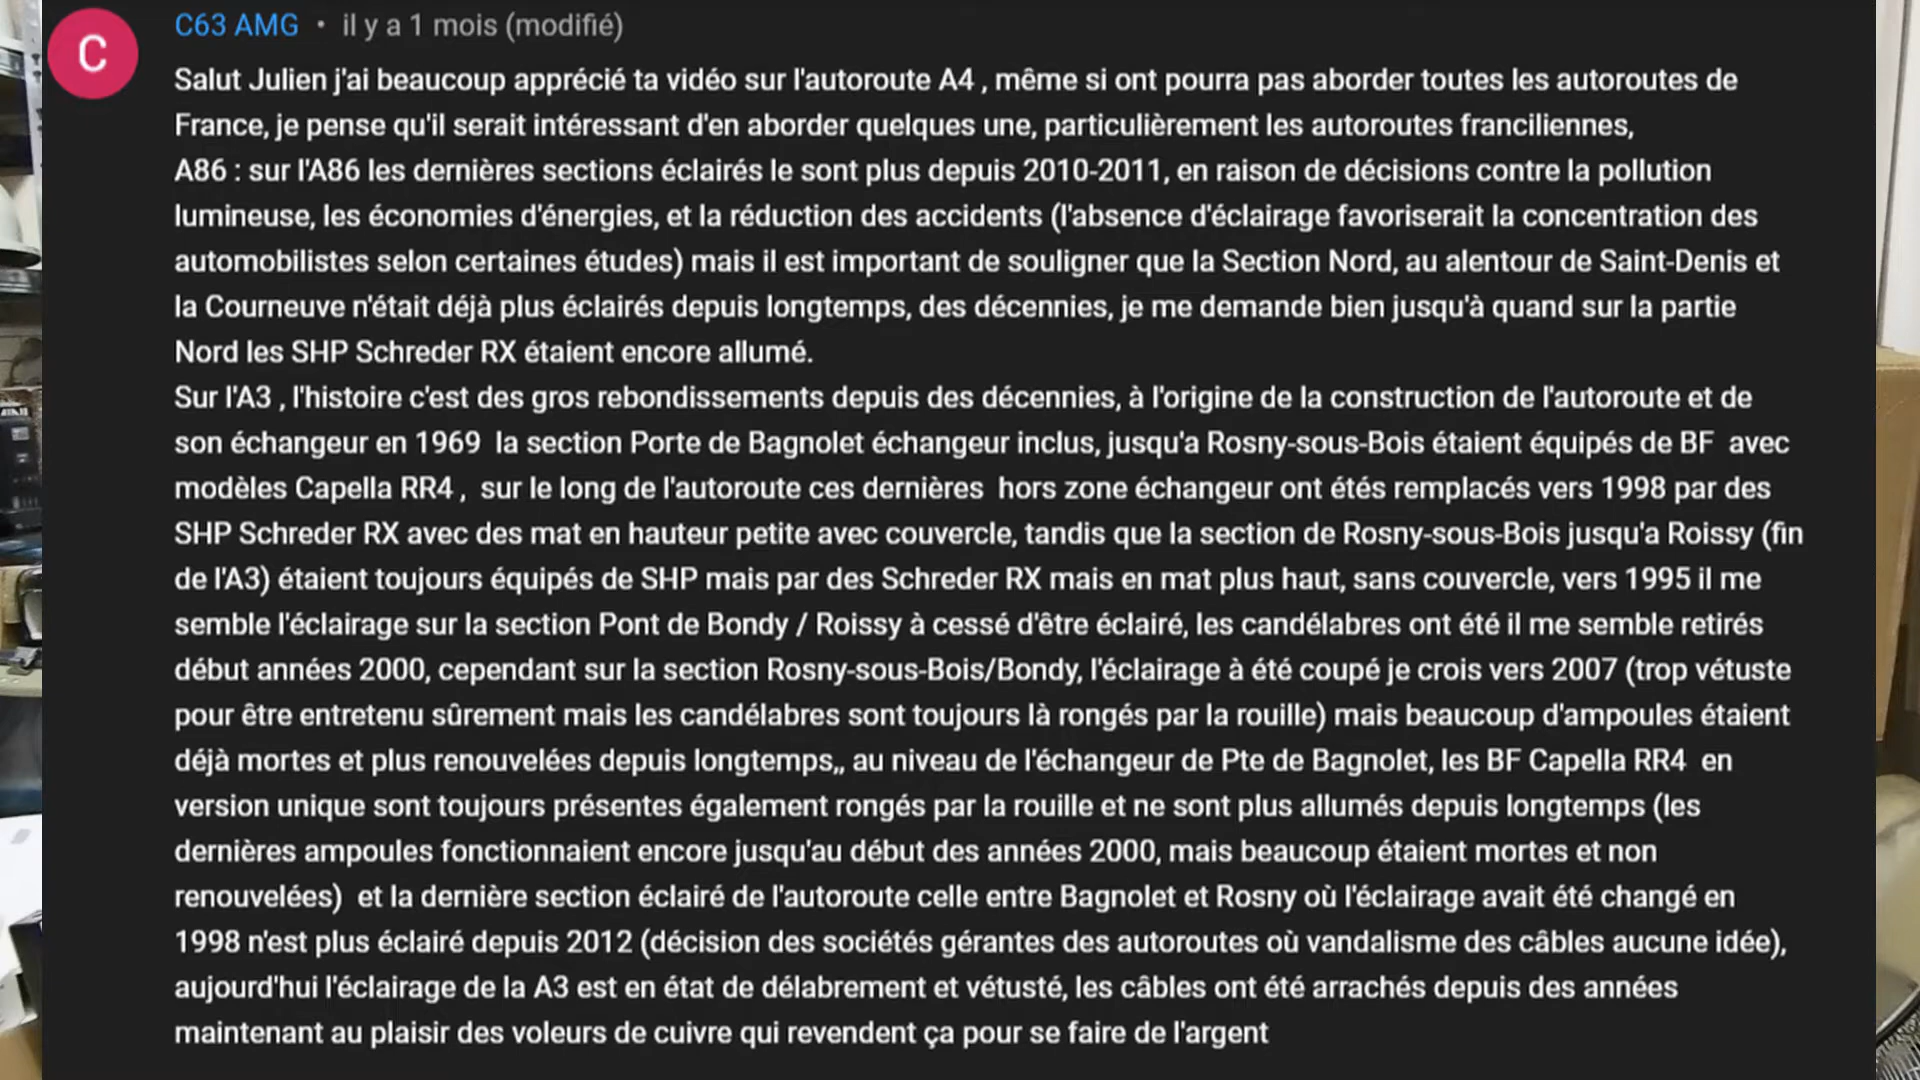 C
C63 AMG • il y a 1 mois (modifié)
Salut Julien j'ai beaucoup apprécié ta vidéo sur l'autoroute A4 , même si ont pourra pas aborder toutes les autoroutes de
France, je pense qu'il serait intéressant d'en aborder quelques une, particulièrement les autoroutes franciliennes,
A86 : sur l'A86 les dernières sections éclairés le sont plus depuis 2010-2011, en raison de décisions contre la pollution
lumineuse, les économies d'énergies, et la réduction des accidents (l'absence d'éclairage favoriserait la concentration des
automobilistes selon certaines études) mais il est important de souligner que la Section Nord, au alentour de Saint-Denis et
la Courneuve n'était déjà plus éclairés depuis longtemps, des décennies, je me demande bien jusqu'à quand sur la partie
Nord les SHP Schreder RX étaient encore allumé.
Sur l'A3 , l'histoire c'est des gros rebondissements depuis des décennies, à l'origine de la construction de l'autoroute et de
son échangeur en 1969  la section Porte de Bagnolet échangeur inclus, jusqu'a Rosny-sous-Bois étaient équipés de BF  avec
modèles Capella RR4 ,  sur le long de l'autoroute ces dernières  hors zone échangeur ont étés remplacés vers 1998 par des
SHP Schreder RX avec des mat en hauteur petite avec couvercle, tandis que la section de Rosny-sous-Bois jusqu'a Roissy (fin
de l'A3) étaient toujours équipés de SHP mais par des Schreder RX mais en mat plus haut, sans couvercle, vers 1995 il me
semble l'éclairage sur la section Pont de Bondy / Roissy à cessé d'être éclairé, les candélabres ont été il me semble retirés
début années 2000, cependant sur la section Rosny-sous-Bois/Bondy, l'éclairage à été coupé je crois vers 2007 (trop vétuste
pour être entretenu sûrement mais les candélabres sont toujours là rongés par la rouille) mais beaucoup d'ampoules étaient
déjà mortes et plus renouvelées depuis longtemps,, au niveau de l'échangeur de Pte de Bagnolet, les BF Capella RR4  en
version unique sont toujours présentes également rongés par la rouille et ne sont plus allumés depuis longtemps (les
dernières ampoules fonctionnaient encore jusqu'au début des années 2000, mais beaucoup étaient mortes et non
renouvelées)  et la dernière section éclairé de l'autoroute celle entre Bagnolet et Rosny où l'éclairage avait été changé en
1998 n'est plus éclairé depuis 2012 (décision des sociétés gérantes des autoroutes où vandalisme des câbles aucune idée),
aujourd'hui l'éclairage de la A3 est en état de délabrement et vétusté, les câbles ont été arrachés depuis des années
maintenant au plaisir des voleurs de cuivre qui revendent ça pour se faire de l'argent